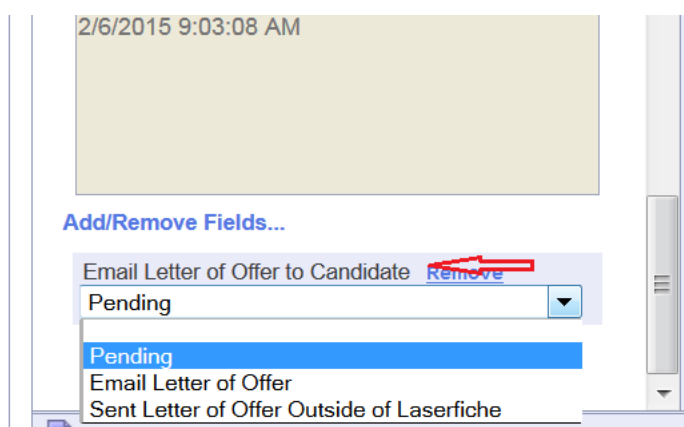 2/6/2015 9:03:08 AM
Add/Remove Fields...
Email Letter of Offer to Candidate Remove
Pending
Pending
Email Letter of Offer
Sent Letter of Offer Outside of Laserfiche